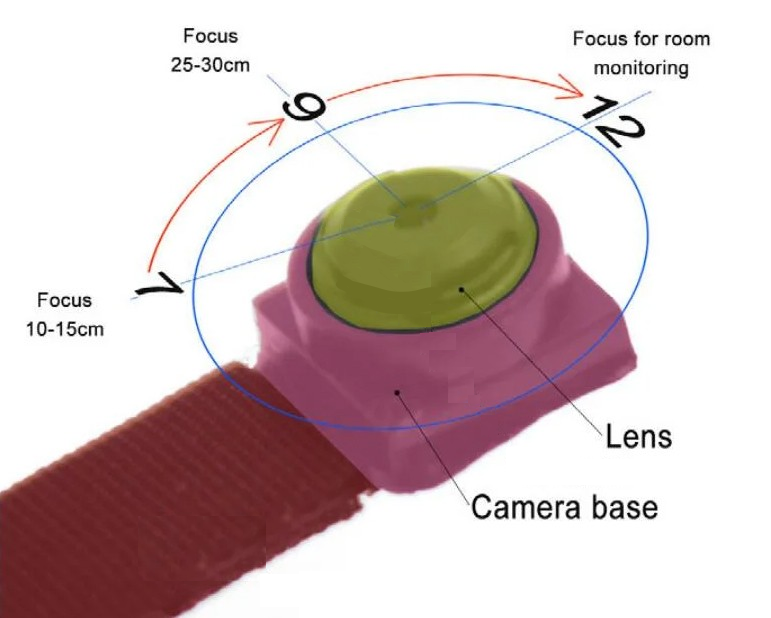 Focus
25-30cm
Focus for room
monitoring
9
12
7
Focus
10-15cm
Lens
Camera base